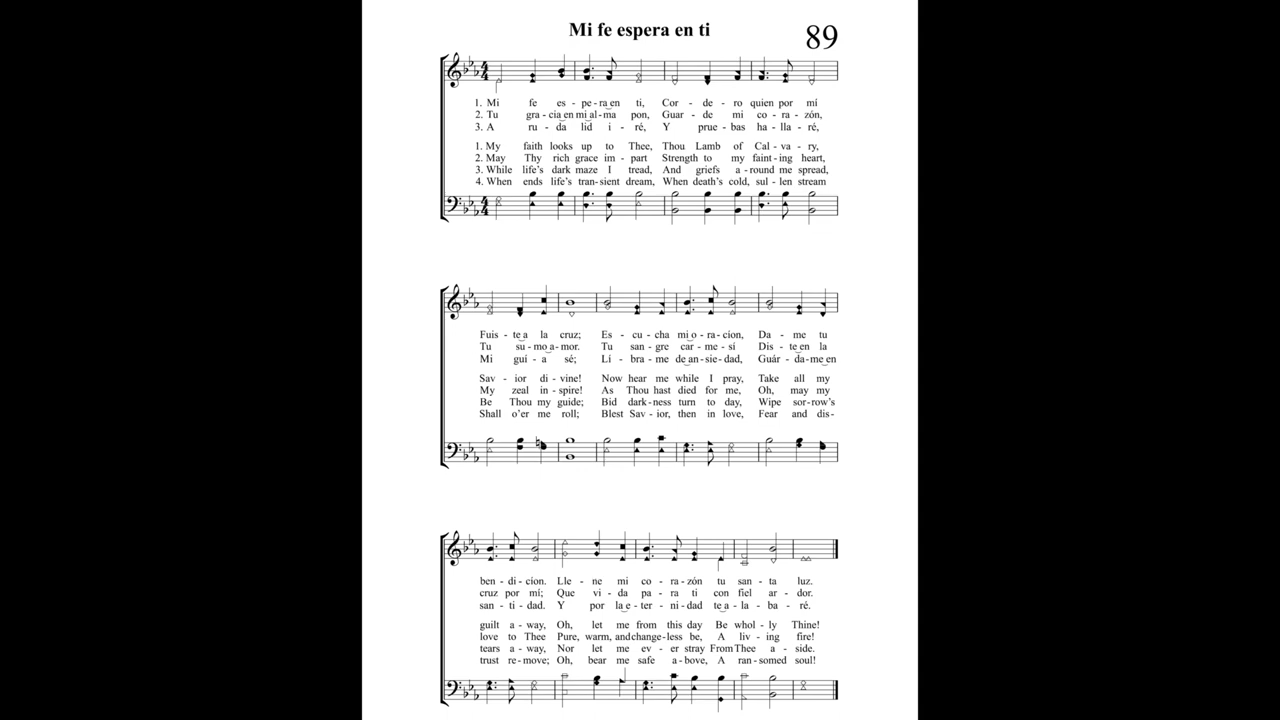 Mi fe espera en ti
89
1. Mi fe es - pe - ra en ti, Cor - de - ro quien por mí
2. Tu gra - cia en mi al - ma pon, Guar - de mi co - ra - zón,
3. A ru - da lid i - ré, Y prue - bas ha - lla - ré,
1. My faith looks up to Thee, Thou Lamb of Cal - va - ry,
2. May Thy rich grace im - part Strength to my faint - ing heart,
3. While life's dark maze I tread, And griefs a - round me spread,
4. When ends life's tran - sient dream, When death's cold, sul - len stream
Fuis - te a la cruz; Es - cu - cha mi o - ra - cion, Da - me tu
Tu su - mo a - mor. Tu san - gre car - me - sí Dis - te en la
Mi guí - a sé; Lí - bra - me de an - sie - dad, Guár - da - me en
Sav - ior di - vine! Now hear me while I pray, Take all my
My zeal in - spire! As Thou hast died for me, Oh, may my
Be Thou my guide; Bid dark - ness turn to day, Wipe sor - row's
Shall o'er me roll; Blest Sav - ior, then in love, Fear and dis -
ben - di - cion. Lle - ne mi co - ra - zón tu san - ta luz.
cruz por mí; Que vi - da pa - ra ti con fiel ar - dor.
san - ti - dad. Y por la e - ter - ni - dad te a - la - ba - ré.
guilt a - way, Oh, let me from this day Be whol - ly Thine!
love to Thee Pure, warm, and change - less be, A liv - ing fire!
tears a - way, Nor let me ev - er stray From Thee a - side.
trust re - move; Oh, bear me safe a - bove, A ran - somed soul!